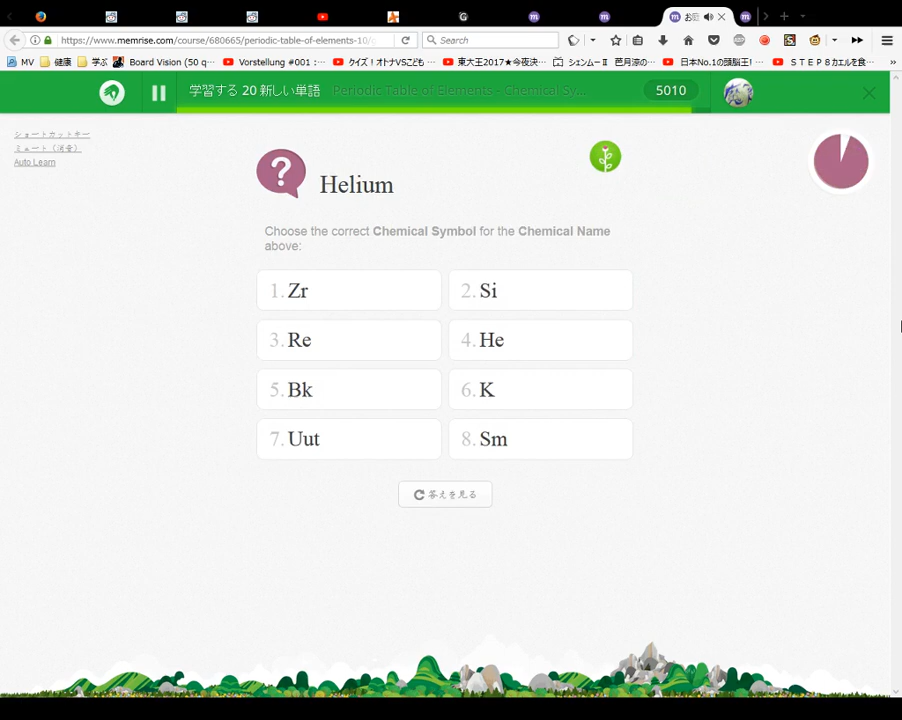 https://www.memrise.com/course/680665/periodic-table-of-elements-10/
Search
MV 健康 学ぶ Board Vision (50 q… Vorstellung #001 :… クイズ！オトナVSこども… 東大王2017★今夜決… シェンムーⅡ 芭月涼の… 日本No.1の頭脳王!… ＳＴＥＰ８カエルを食…
学習する 20 新しい単語 Periodic Table of Elements - Chemical Sy... 5010
ショートカットキー
ミュート（消音）
Auto Learn
?
Helium
Choose the correct Chemical Symbol for the Chemical Name
above:
1. Zr 2. Si
3. Re 4. He
5. Bk 6. K
7. Uut 8. Sm
答えを見る